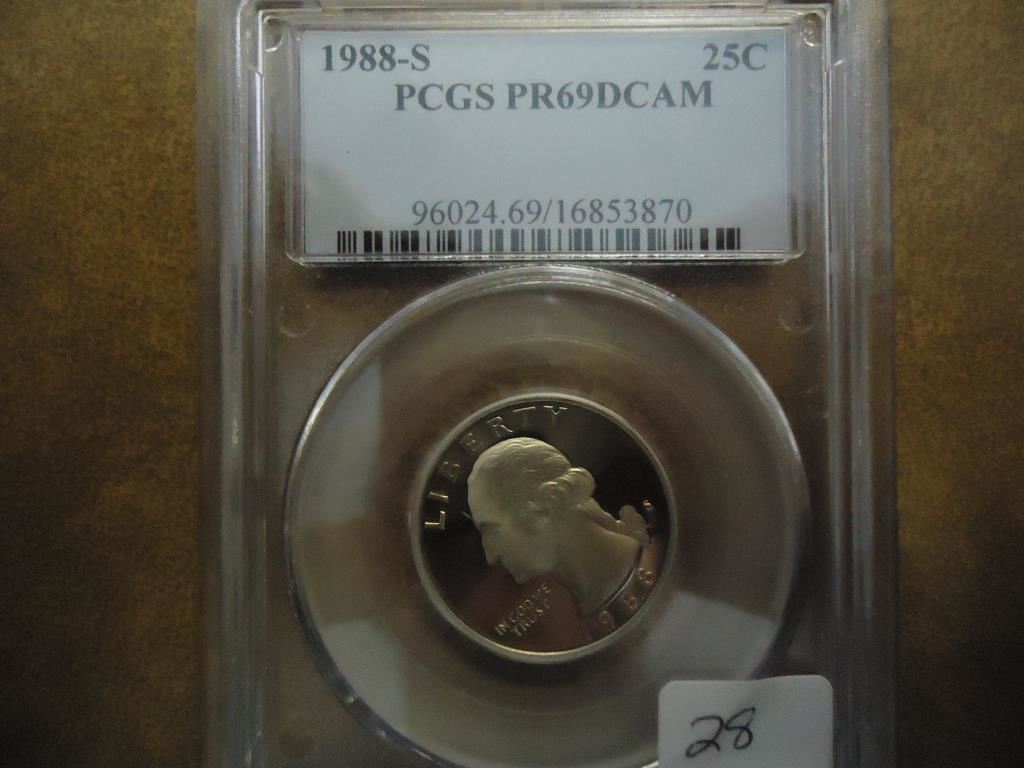 1988-S 25C
PCGS PR69DCAM
96024.69/16853870
LIBERTY
IN GOD WE
TRUST
1988
S
28